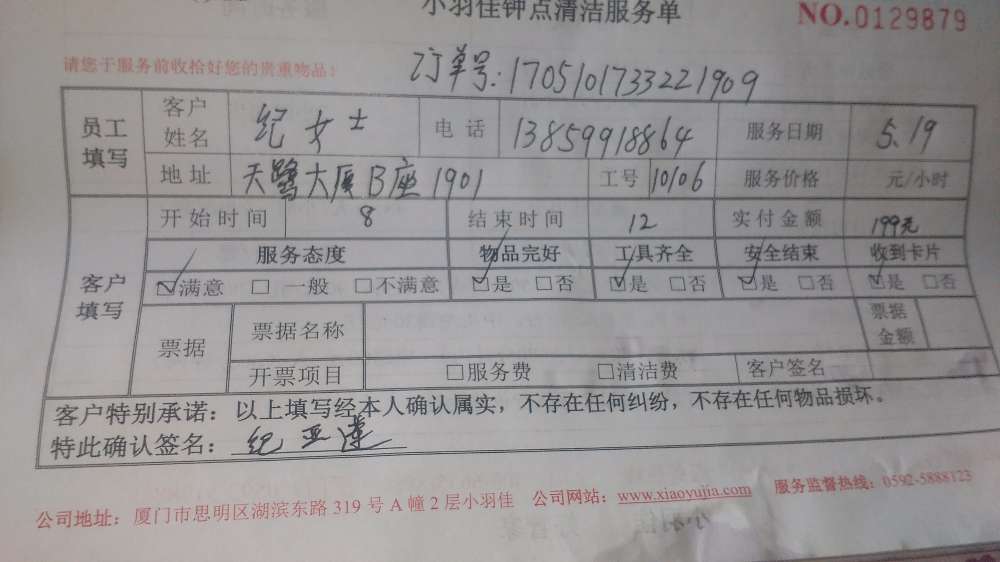 小羽佳钟点清洁服务单 NO.0129879
请您于服务前收拾好您的贵重物品!
订单号:170510173322​1909
员工填写 客户姓名 纪女士 电话 13859918864 服务日期 5.19
地址 天鹭大厦B座1901 工号 10106 服务价格 元/小时
客户填写 开始时间 8 结束时间 12 实付金额 199元
服务态度 物品完好 工具齐全 安全结束 收到卡片
☑满意 □一般 □不满意 ☑是 □否 ☑是 □否 ☑是 □否 ☑是 □否
票据 票据名称 票据金额
开票项目 □服务费 □清洁费 客户签名
客户特别承诺:以上填写经本人确认属实,不存在任何纠纷,不存在任何物品损坏。
特此确认签名:纪亚莲
公司地址:厦门市思明区湖滨东路 319 号 A 幢 2 层小羽佳 公司网站:www.xiaoyujia.com 服务监督热线:0592-5888123